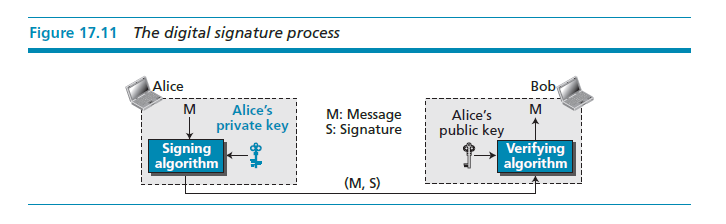 Figure 17.11 The digital signature process
Alice
M
Alice's
private key
Signing
algorithm
M: Message
S: Signature
(M, S)
Bob
Alice's
public key
M
Verifying
algorithm